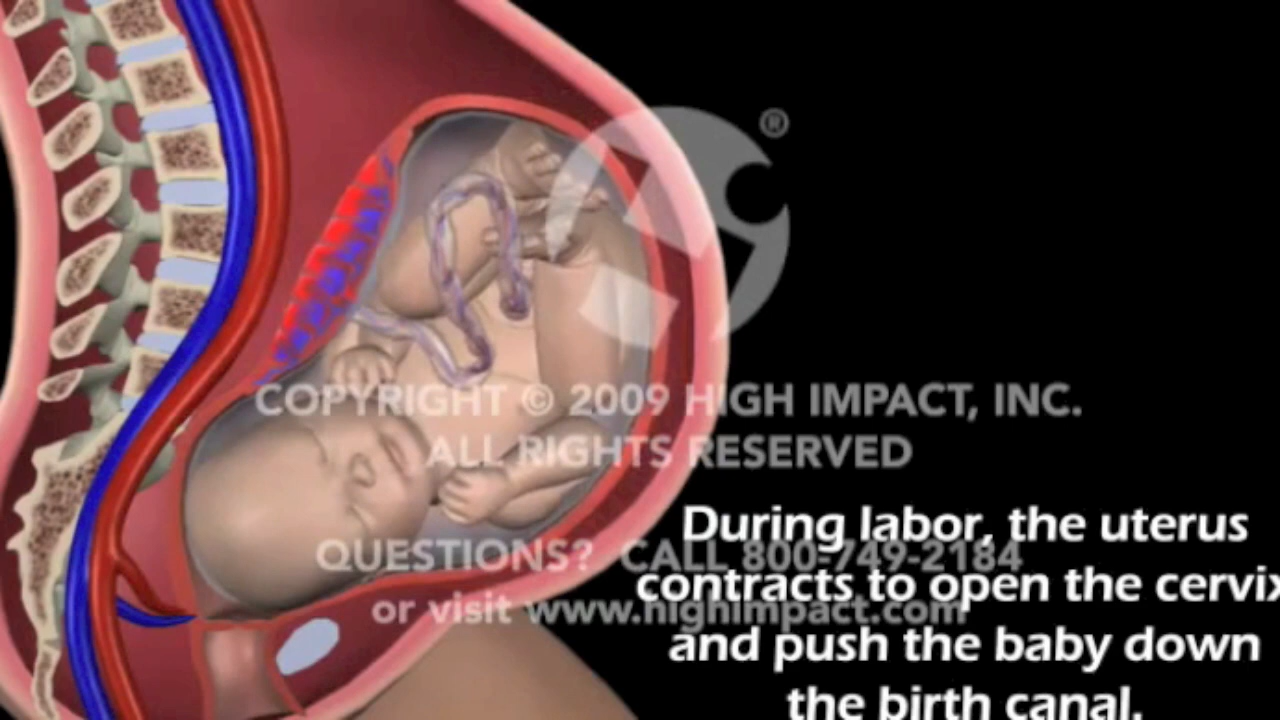 ®
COPYRIGHT © 2009 HIGH IMPACT, INC.
ALL RIGHTS RESERVED
During labor, the uterus
QUESTIONS? CALL 800-749-2184
contracts to open the cervix
or visit www.highimpact.com
and push the baby down
the birth canal.